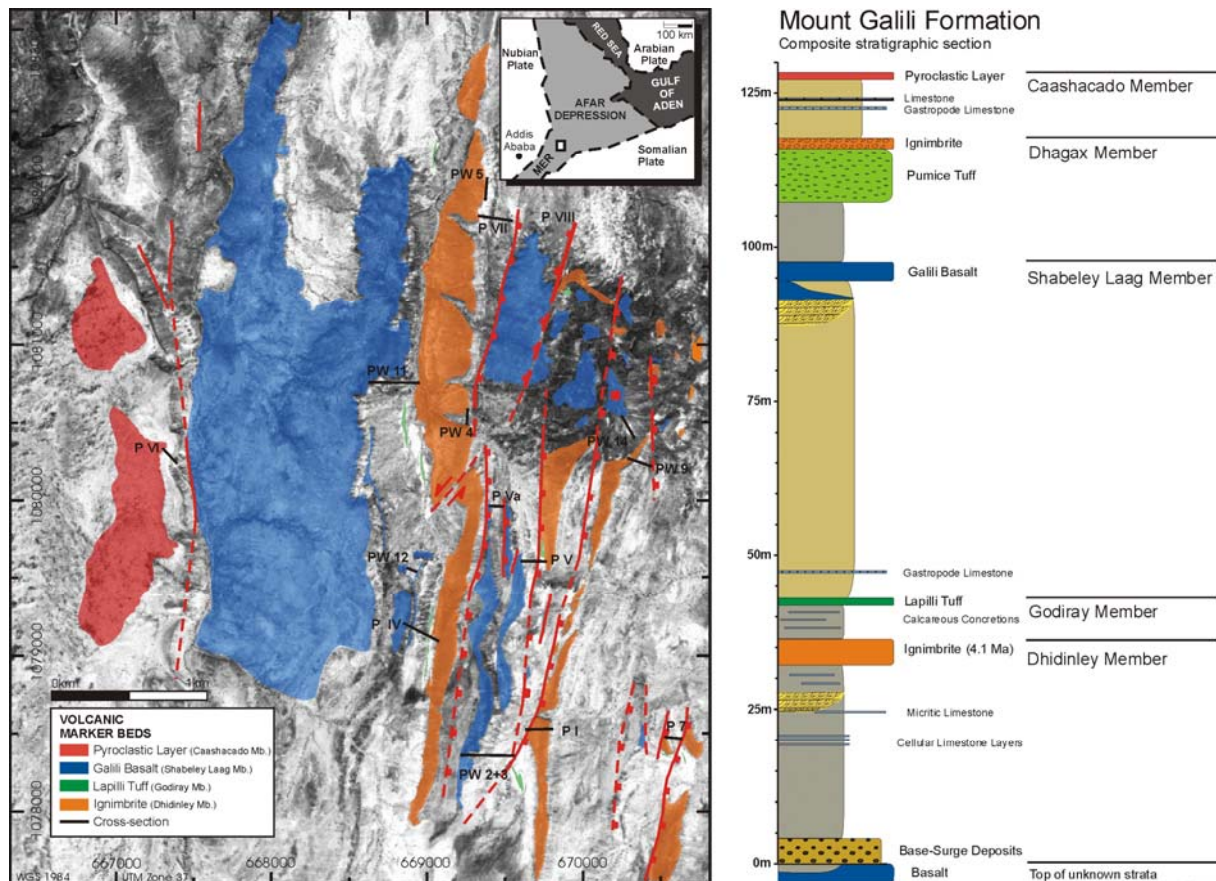 RED SEA
100 km
Nubian
Plate
Arabian
Plate
GULF
OF
ADEN
AFAR
DEPRESSION
Addis
Ababa
MER
Somalian
Plate
PW 5
P VII
P VIII
1081000
PW 11
PW 4
PW 14
P VI
PW 9
1080000
P Va
PW 12
P V
P IV
1079000
0km
1km
P I
P 7
PW 2+3
VOLCANIC
MARKER BEDS
Pyroclastic Layer (Caashacado Mb.)
Galili Basalt (Shabeley Laag Mb.)
Lapilli Tuff (Godiray Mb.)
Ignimbrite (Dhidinley Mb.)
Cross-section
1078000
667000
668000
669000
670000
WGS 1984
UTM Zone 37
Mount Galili Formation
Composite stratigraphic section
Pyroclastic Layer
Caashacado Member
125m
Limestone
Gastropode Limestone
Ignimbrite
Dhagax Member
Pumice Tuff
100m
Galili Basalt
Shabeley Laag Member
75m
50m
Gastropode Limestone
Lapilli Tuff
Godiray Member
Calcareous Concretions
Ignimbrite (4.1 Ma)
Dhidinley Member
25m
Micritic Limestone
Cellular Limestone Layers
Base-Surge Deposits
0m
Basalt
Top of unknown strata